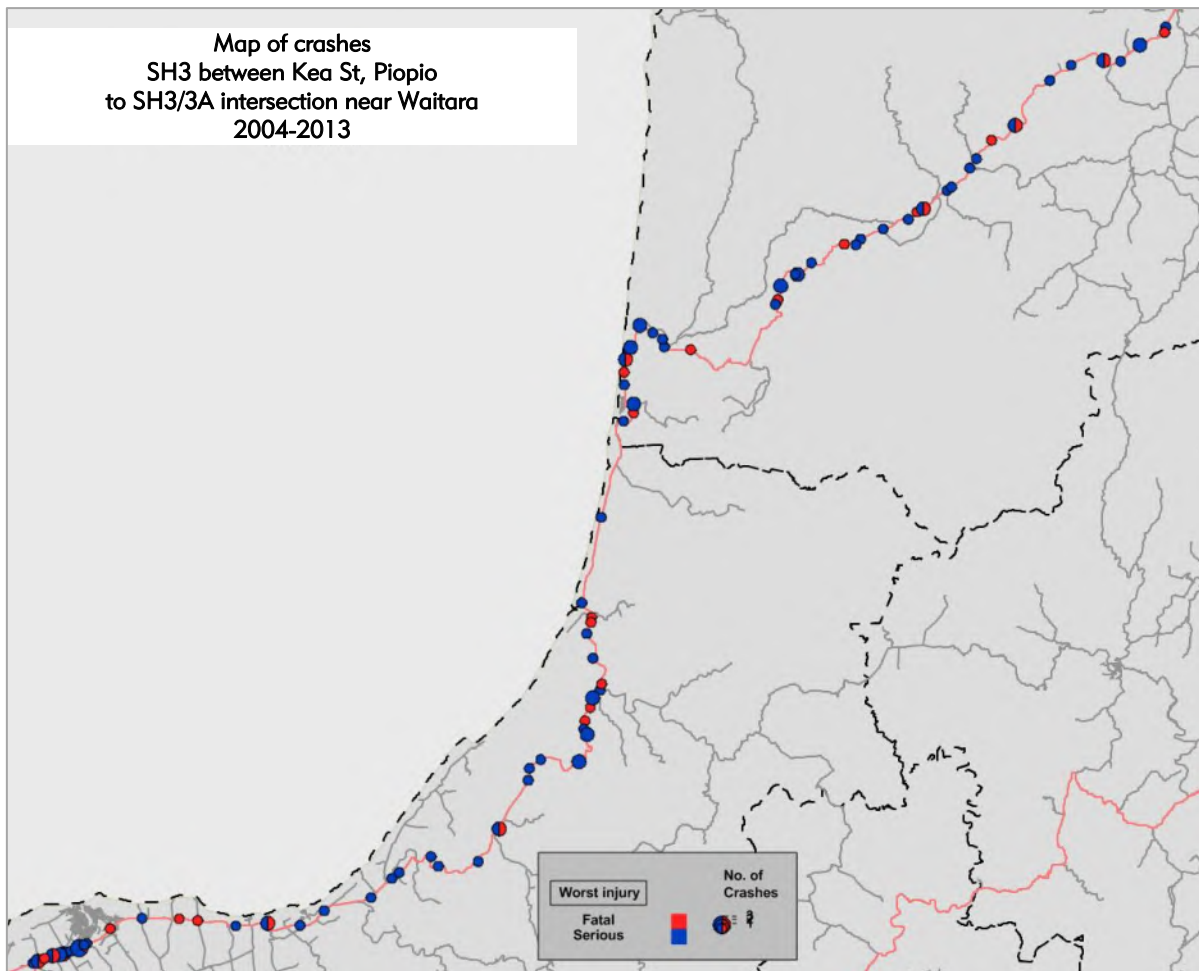 Map of crashes
SH3 between Kea St, Piopio
to SH3/3A intersection near Waitara
2004-2013
No. of
Crashes
Worst injury
Fatal
Serious